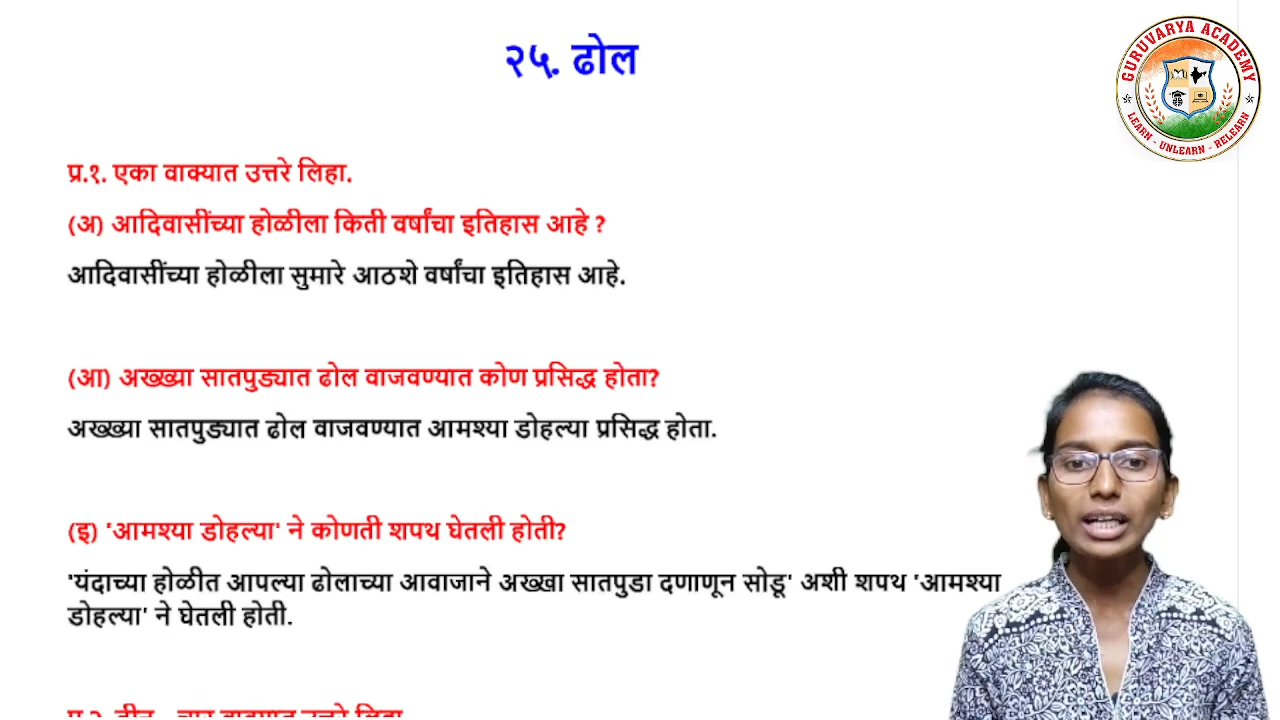 २५. ढोल
GURUVARYA ACADEMY
LEARN - UNLEARN - RELEARN
प्र.१. एका वाक्यात उत्तरे लिहा.
(अ) आदिवासींच्या होळीला किती वर्षांचा इतिहास आहे ?
आदिवासींच्या होळीला सुमारे आठशे वर्षांचा इतिहास आहे.
(आ) अख्ख्या सातपुड्यात ढोल वाजवण्यात कोण प्रसिद्ध होता?
अख्ख्या सातपुड्यात ढोल वाजवण्यात आमश्या डोहल्या प्रसिद्ध होता.
(इ) 'आमश्या डोहल्या' ने कोणती शपथ घेतली होती?
'यंदाच्या होळीत आपल्या ढोलाच्या आवाजाने अख्खा सातपुडा दणाणून सोडू' अशी शपथ 'आमश्या
डोहल्या' ने घेतली होती.